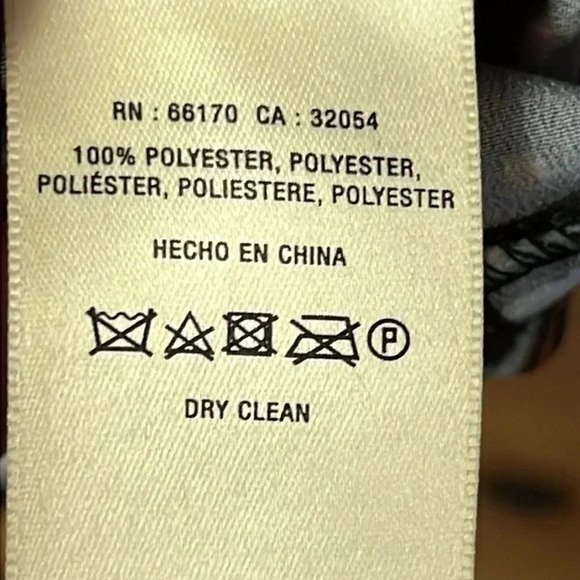 RN : 66170 CA : 32054
100% POLYESTER, POLYESTER,
POLIÉSTER, POLIESTERE, POLYESTER
HECHO EN CHINA
P
DRY CLEAN